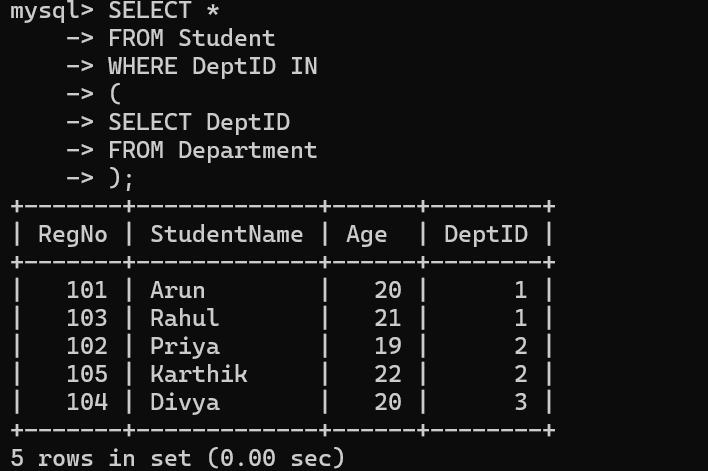 mysql> SELECT *
    -> FROM Student
    -> WHERE DeptID IN
    -> (
    -> SELECT DeptID
    -> FROM Department
    -> );
+-------+-------------+------+--------+
| RegNo | StudentName | Age  | DeptID |
+-------+-------------+------+--------+
|   101 | Arun        |   20 |      1 |
|   103 | Rahul       |   21 |      1 |
|   102 | Priya       |   19 |      2 |
|   105 | Karthik     |   22 |      2 |
|   104 | Divya       |   20 |      3 |
+-------+-------------+------+--------+
5 rows in set (0.00 sec)